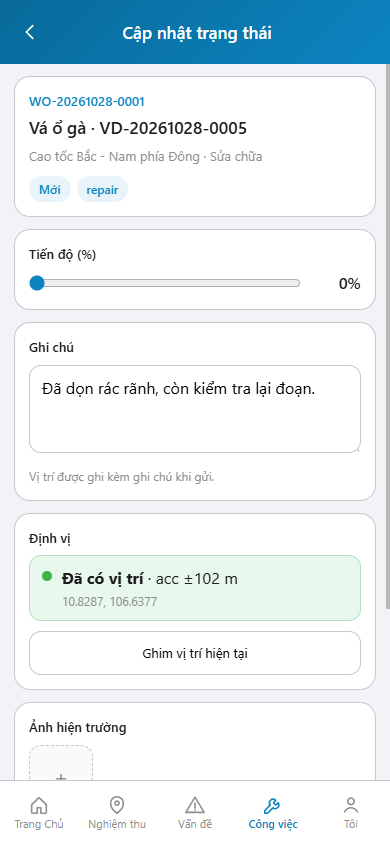 Cập nhật trạng thái
WO-20261028-0001
Vá ổ gà · VD-20261028-0005
Cao tốc Bắc - Nam phía Đông · Sửa chữa
Mới repair
Tiến độ (%)
0%
Ghi chú
Đã dọn rác rãnh, còn kiểm tra lại đoạn.
Vị trí được ghi kèm ghi chú khi gửi.
Định vị
Đã có vị trí · acc ±102 m
10.8287, 106.6377
Ghim vị trí hiện tại
Ảnh hiện trường
+
Trang Chủ Nghiệm thu Vấn đề Công việc Tôi